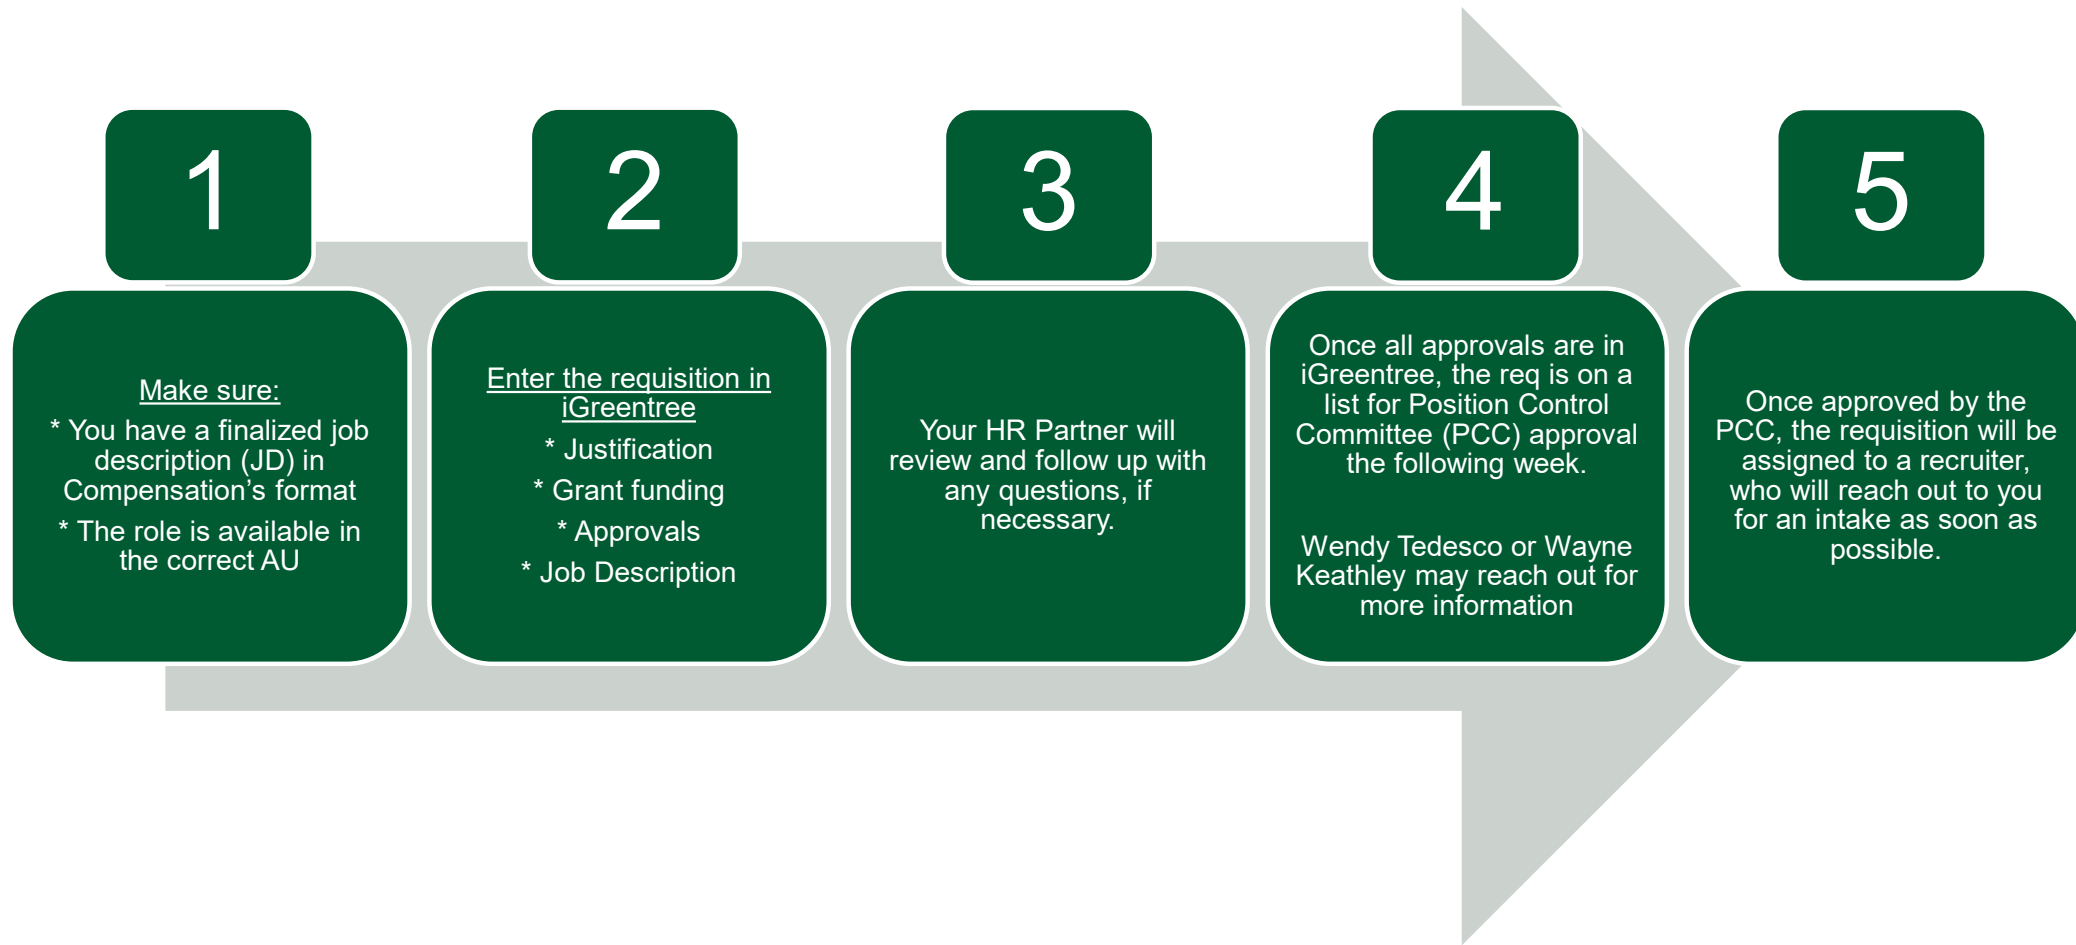 1
Make sure:
* You have a finalized job
description (JD) in
Compensation’s format
* The role is available in
the correct AU
2
Enter the requisition in
iGreentree
* Justification
* Grant funding
* Approvals
* Job Description
3
Your HR Partner will
review and follow up with
any questions, if
necessary.
4
Once all approvals are in
iGreentree, the req is on a
list for Position Control
Committee (PCC) approval
the following week.
Wendy Tedesco or Wayne
Keathley may reach out for
more information
5
Once approved by the
PCC, the requisition will be
assigned to a recruiter,
who will reach out to you
for an intake as soon as
possible.